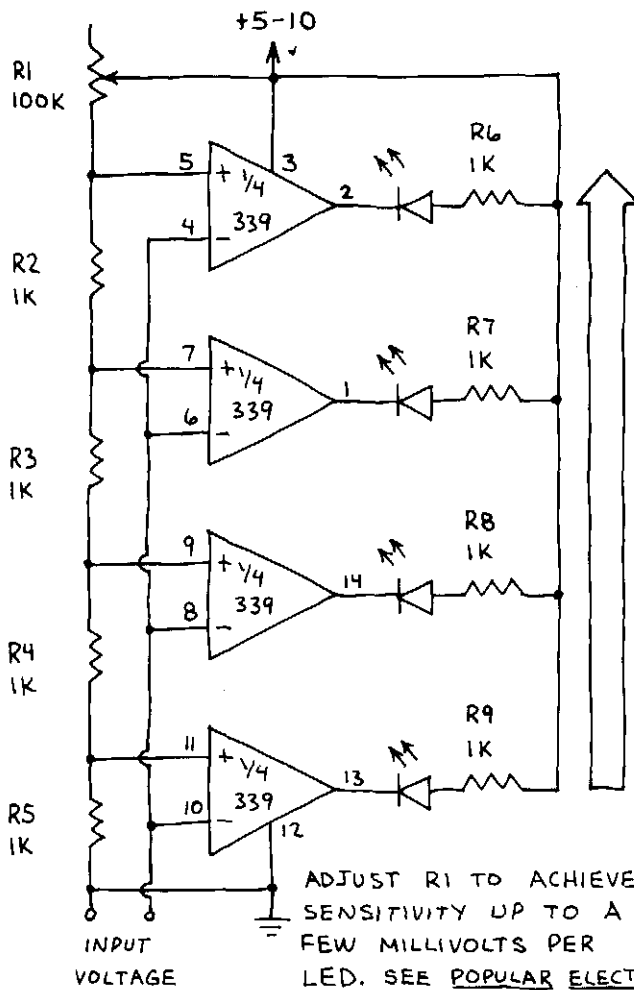 +5-10
V
R1
100K
5
+
1/4
339
3
2
4
-
R6
1K
R2
1K
7
+
1/4
339
1
6
-
R7
1K
R3
1K
9
+
1/4
339
14
8
-
R8
1K
R4
1K
11
+
1/4
339
13
10
-
12
R9
1K
R5
1K
INPUT
VOLTAGE
ADJUST R1 TO ACHIEVE
SENSITIVITY UP TO A
FEW MILLIVOLTS PER
LED. SEE POPULAR ELECT